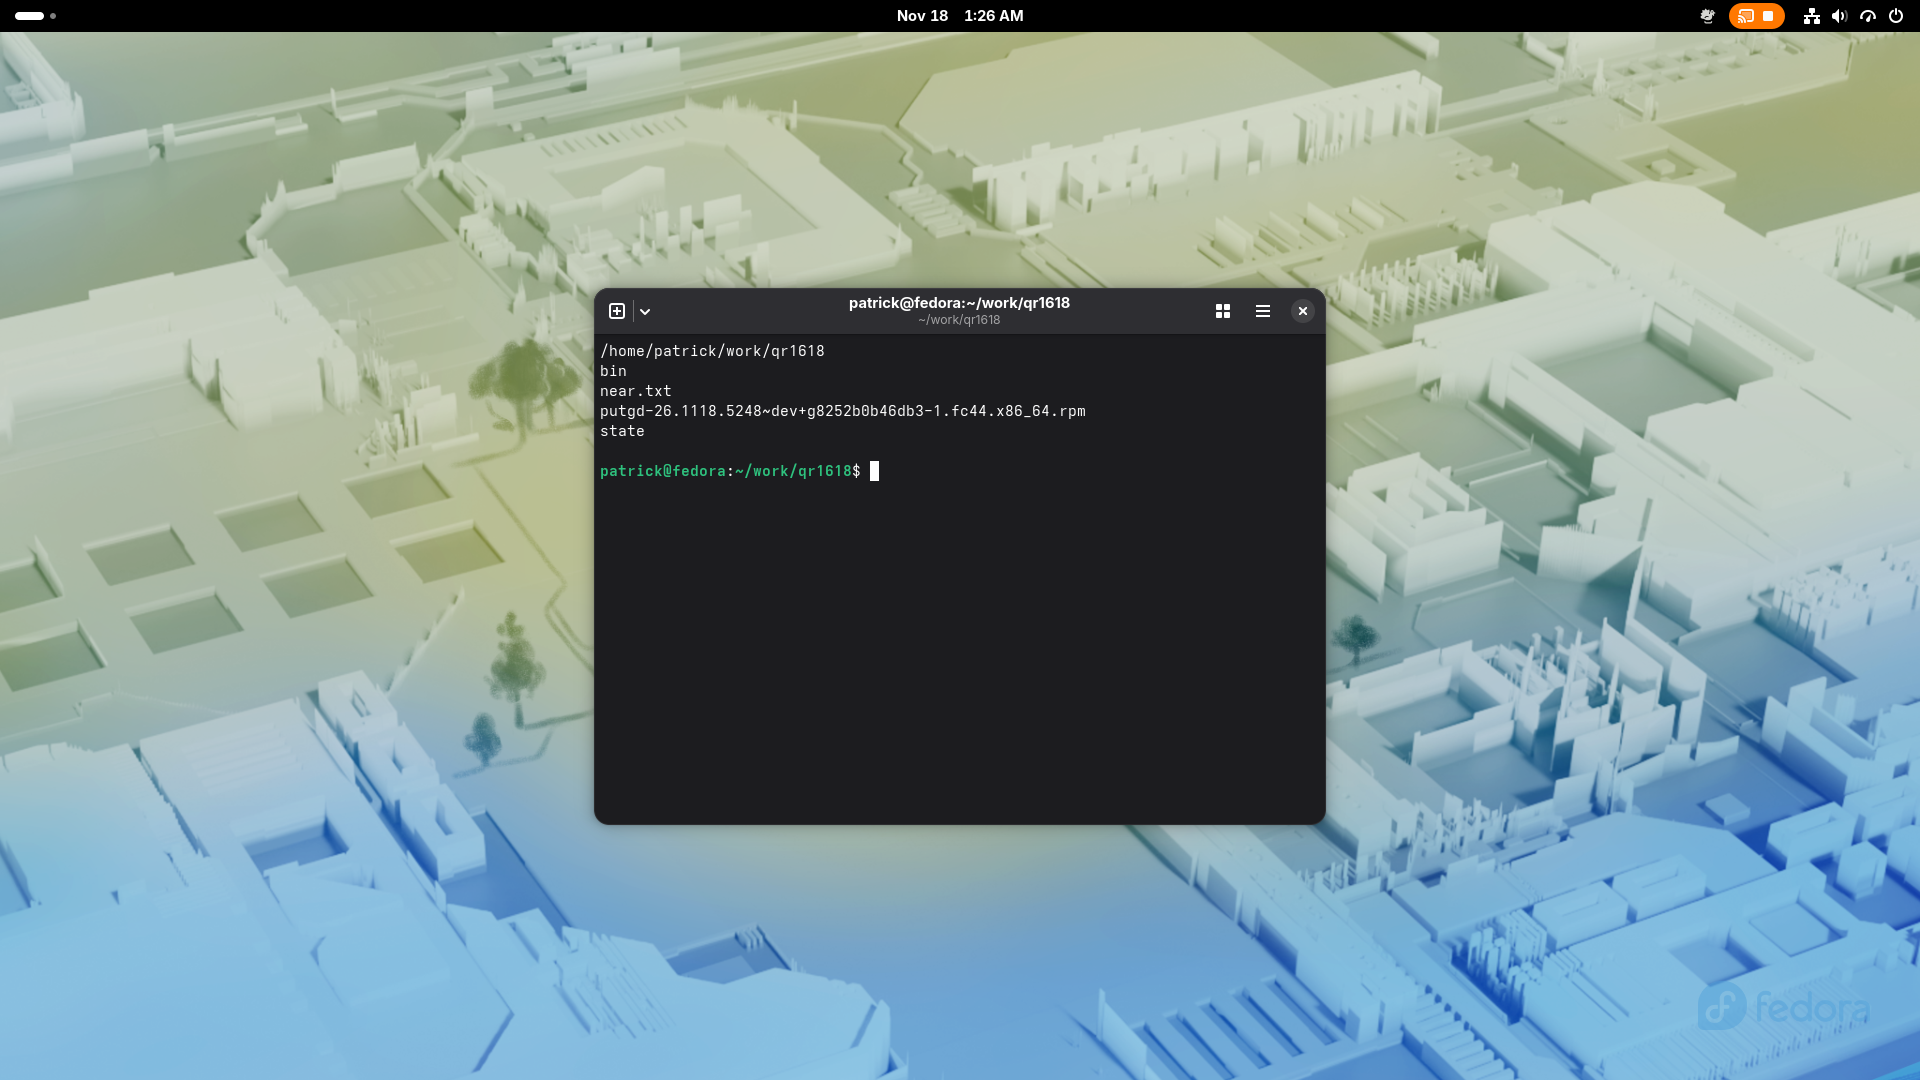 Nov 18 1:26 AM
patrick@fedora:~/work/qr1618
~/work/qr1618
/home/patrick/work/qr1618
bin
near.txt
putgd-26.1118.5248~dev+g8252b0b46db3-1.fc44.x86_64.rpm
state
patrick@fedora:~/work/qr1618$
fedora